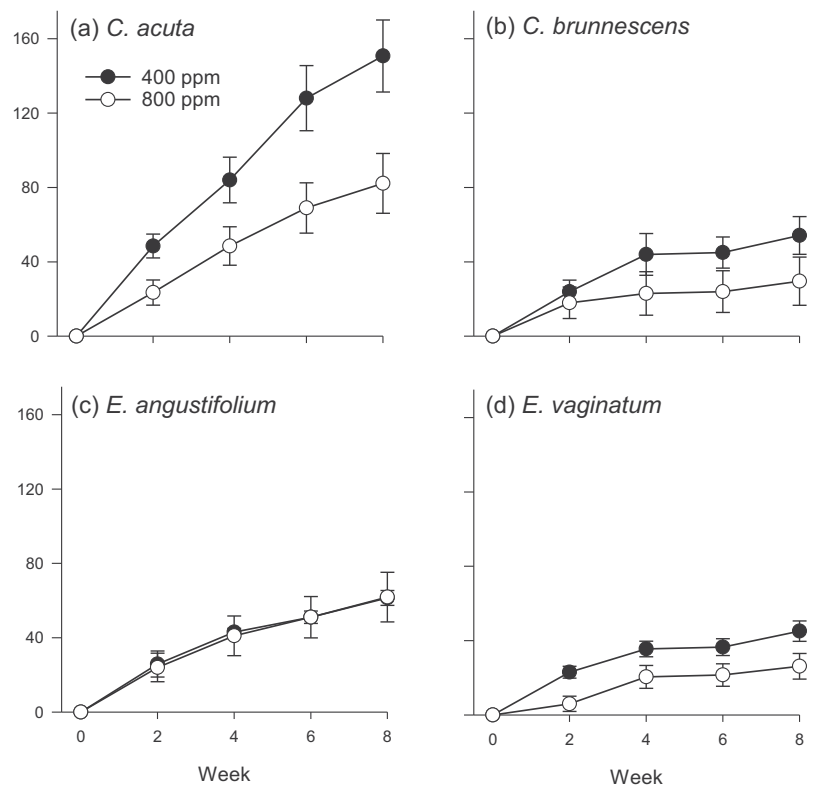 (a) C. acuta
400 ppm
800 ppm
160
120
80
40
0
(b) C. brunnescens
(c) E. angustifolium
160
120
80
40
0
0 2 4 6 8
Week
(d) E. vaginatum
0 2 4 6 8
Week